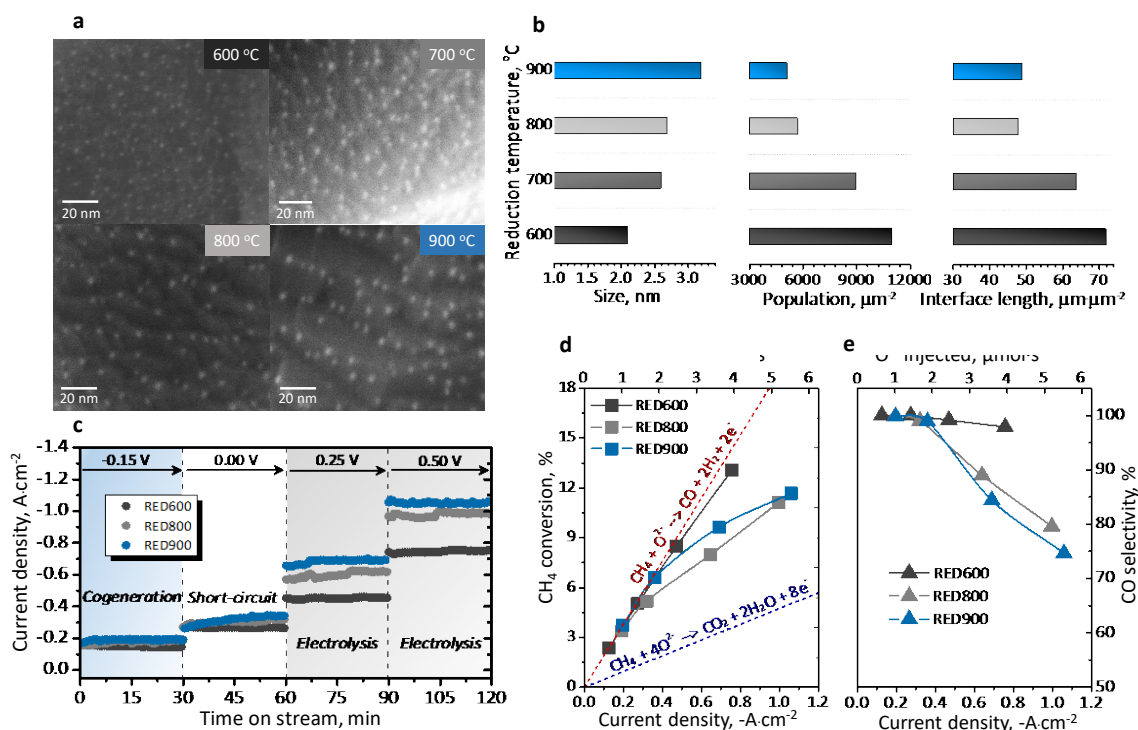 a
600 °C
700 °C
20 nm
20 nm
800 °C
900 °C
20 nm
20 nm
b
Reduction temperature, °C
900
800
700
600
1.0 1.5 2.0 2.5 3.0
Size, nm
3000 6000 9000 12000
Population, µm-2
30 40 50 60 70
Interface length, µm·µm-2
c
Current density, A·cm-2
-1.4
-1.2
-1.0
-0.8
-0.6
-0.4
-0.2
0.0
-0.15 V
0.00 V
0.25 V
0.50 V
RED600
RED800
RED900
Cogeneration
Short-circuit
Electrolysis
Electrolysis
0 15 30 45 60 75 90 105 120
Time on stream, min
d
0 1 2 3 4 5 6
CH4 conversion, %
18
15
12
9
6
3
0
RED600
RED800
RED900
CH4 + O2- --> CO + 2H2 + 2e-
CH4 + 4O2- --> CO2 + 2H2O + 8e-
0.0 0.2 0.4 0.6 0.8 1.0 1.2
Current density, -A·cm-2
e
injected, µmol·s
0 1 2 3 4 5 6
100
90
80
70
60
50
CO selectivity, %
RED600
RED800
RED900
0.0 0.2 0.4 0.6 0.8 1.0 1.2
Current density, -A·cm-2